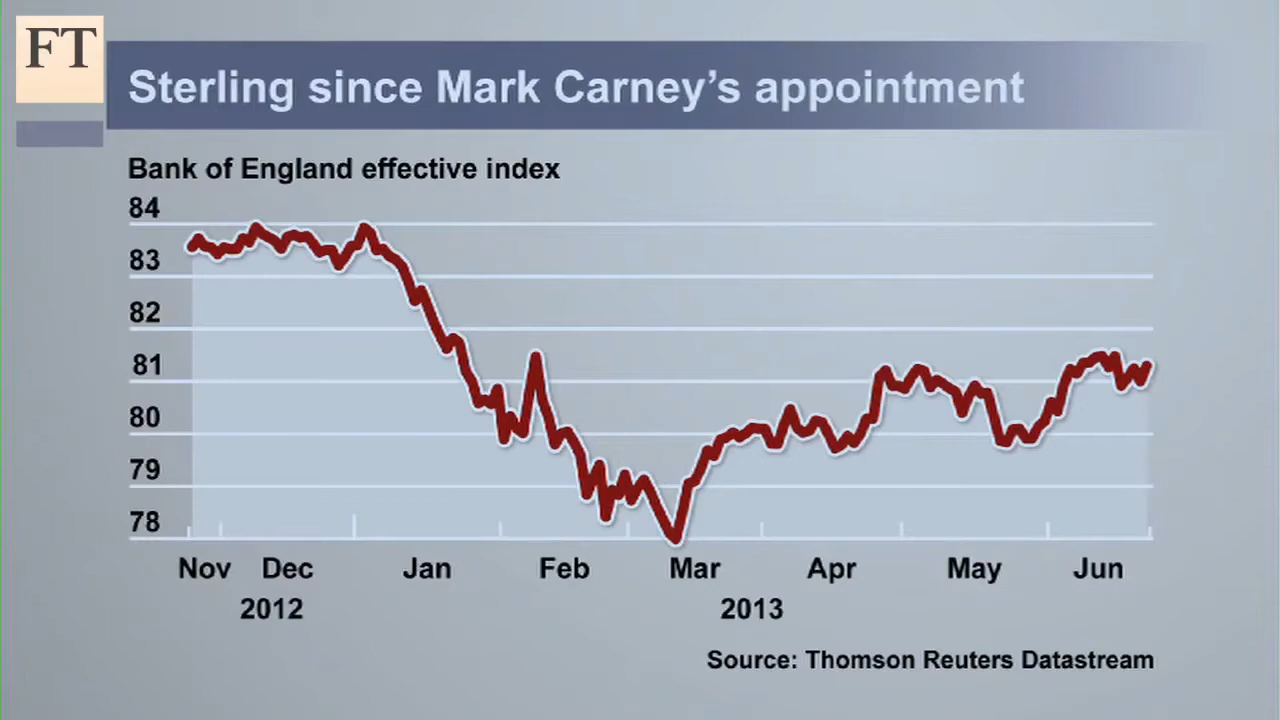 FT
Sterling since Mark Carney’s appointment
Bank of England effective index
84
83
82
81
80
79
78
Nov Dec Jan Feb Mar Apr May Jun
2012 2013
Source: Thomson Reuters Datastream